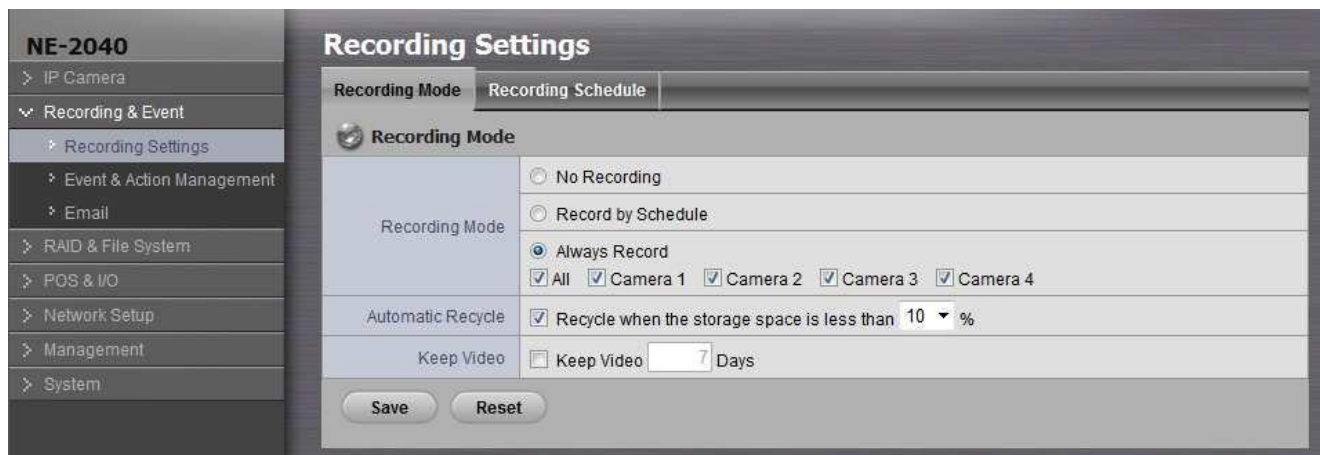 NE-2040
IP Camera
Recording & Event
Recording Settings
Event & Action Management
Email
RAID & File System
POS & I/O
Network Setup
Management
System
Recording Settings
Recording Mode
Recording Schedule
Recording Mode
Recording Mode
No Recording
Record by Schedule
Always Record
All Camera 1 Camera 2 Camera 3 Camera 4
Automatic Recycle
Recycle when the storage space is less than 10 %
Keep Video
Keep Video 7 Days
Save Reset